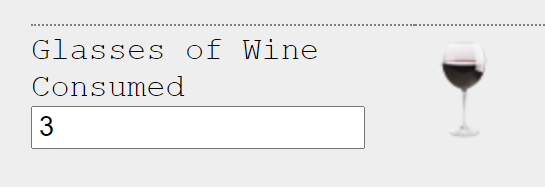 Glasses of Wine
Consumed
3